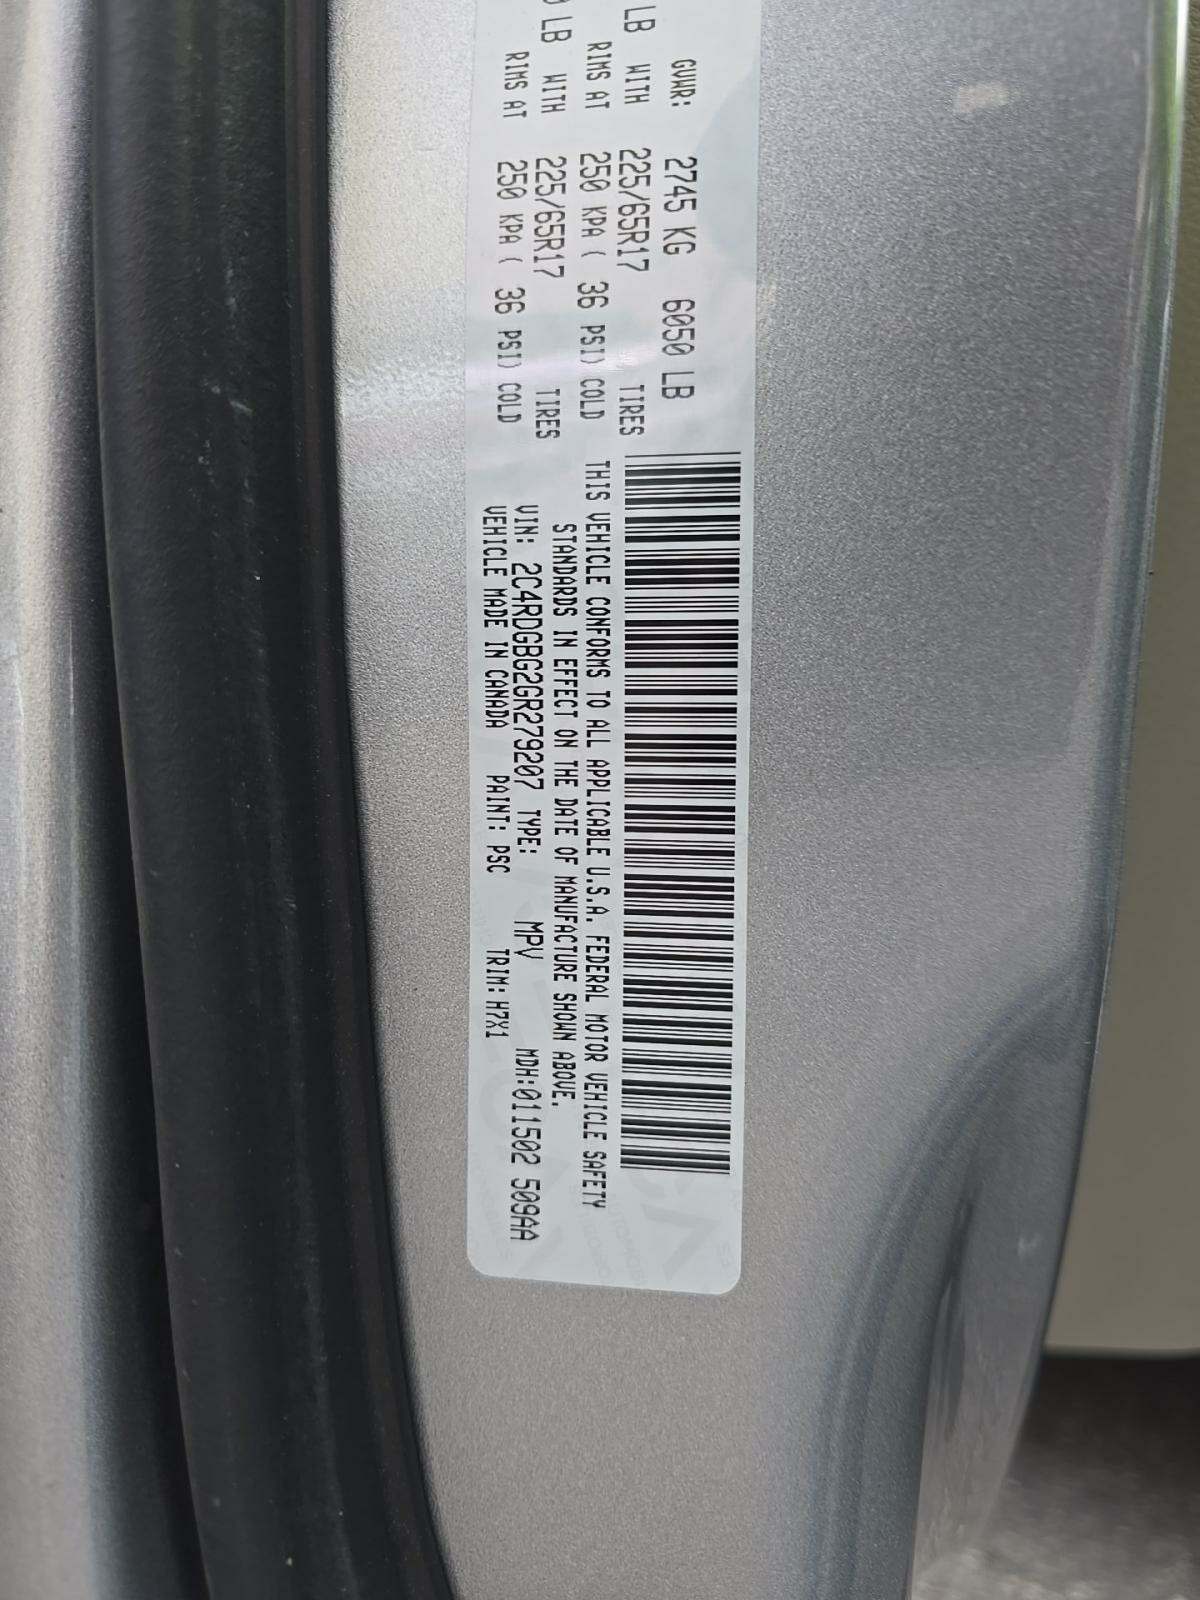 GVWR: 2745 KG 6050 LB
LB WITH 225/65R17 TIRES
RIMS AT 250 KPA ( 36 PSI) COLD
LB WITH 225/65R17 TIRES
RIMS AT 250 KPA ( 36 PSI) COLD
THIS VEHICLE CONFORMS TO ALL APPLICABLE U.S.A. FEDERAL MOTOR VEHICLE SAFETY
STANDARDS IN EFFECT ON THE DATE OF MANUFACTURE SHOWN ABOVE.
VIN: 2C4RDGBG2GR279207 TYPE: MPV MDH:011502 509AA
VEHICLE MADE IN CANADA PAINT: PSC TRIM: H7X1